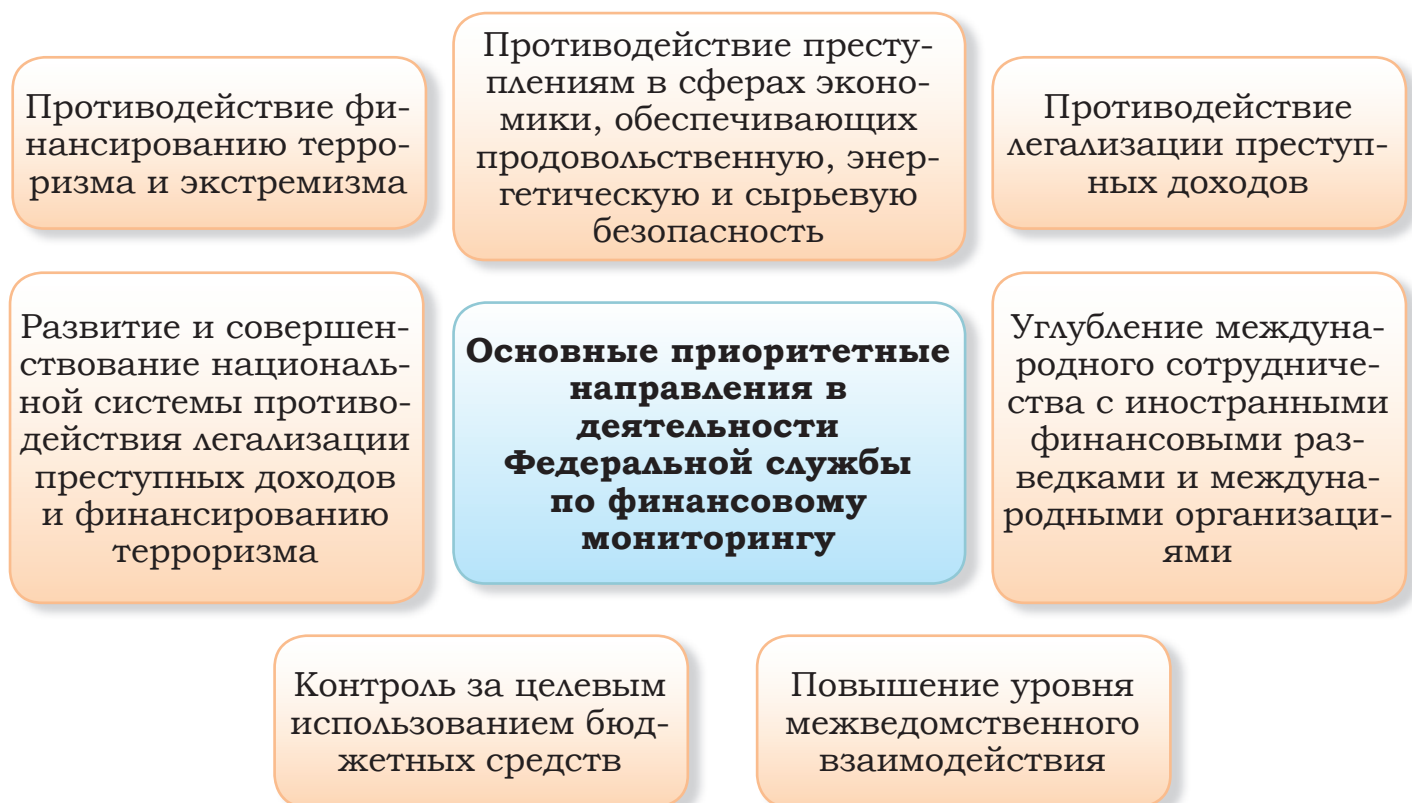 Противодействие фи-
нансированию терро-
ризма и экстремизма
Противодействие престу-
плениям в сферах эконо-
мики, обеспечивающих
продовольственную, энер-
гетическую и сырьевую
безопасность
Противодействие
легализации преступ-
ных доходов
Развитие и совершен-
ствование националь-
ной системы противо-
действия легализации
преступных доходов
и финансированию
терроризма
Основные приоритетные
направления в
деятельности
Федеральной службы
по финансовому
мониторингу
Углубление междуна-
родного сотрудниче-
ства с иностранными
финансовыми раз-
ведками и междуна-
родными организаци-
ями
Контроль за целевым
использованием бюд-
жетных средств
Повышение уровня
межведомственного
взаимодействия